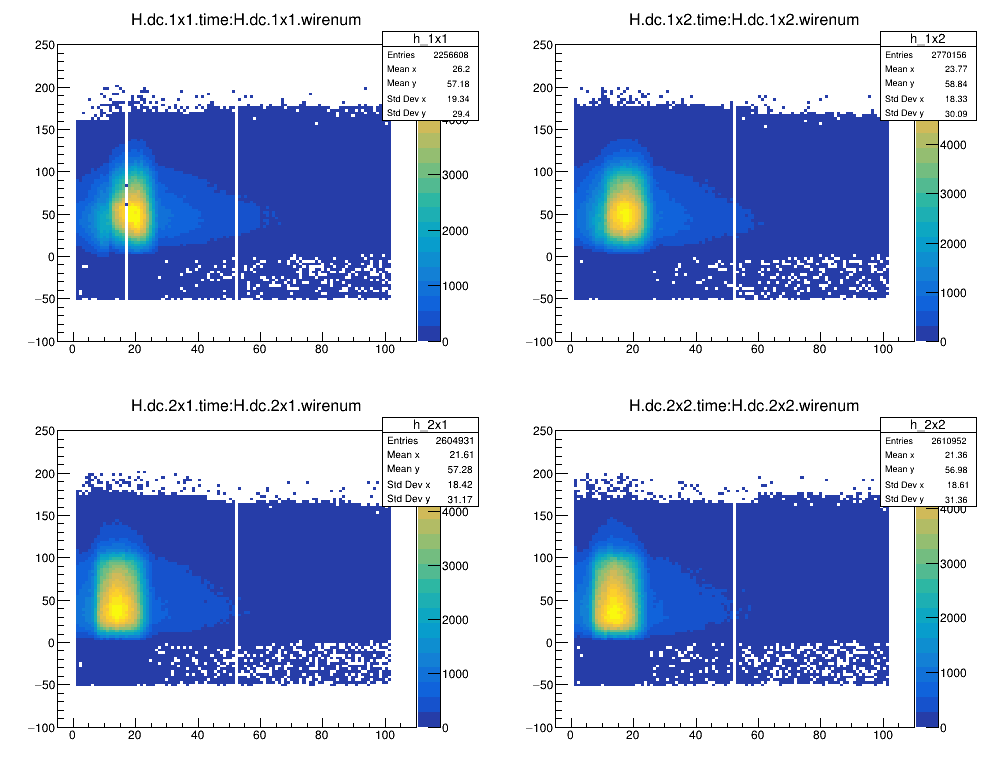 H.dc.1x1.time:H.dc.1x1.wirenum
h_1x1
Entries 2256608
Mean x 26.2
Mean y 57.18
Std Dev x 19.34
Std Dev y 29.4
250
200
150
100
50
0
−50
−100
0 20 40 60 80 100
4000
3000
2000
1000
0
H.dc.1x2.time:H.dc.1x2.wirenum
h_1x2
Entries 2770156
Mean x 23.77
Mean y 58.84
Std Dev x 18.33
Std Dev y 30.09
250
200
150
100
50
0
−50
−100
0 20 40 60 80 100
4000
3000
2000
1000
0
H.dc.2x1.time:H.dc.2x1.wirenum
h_2x1
Entries 2604931
Mean x 21.61
Mean y 57.28
Std Dev x 18.42
Std Dev y 31.17
250
200
150
100
50
0
−50
−100
0 20 40 60 80 100
4000
3000
2000
1000
0
H.dc.2x2.time:H.dc.2x2.wirenum
h_2x2
Entries 2610952
Mean x 21.36
Mean y 56.98
Std Dev x 18.61
Std Dev y 31.36
250
200
150
100
50
0
−50
−100
0 20 40 60 80 100
4000
3000
2000
1000
0